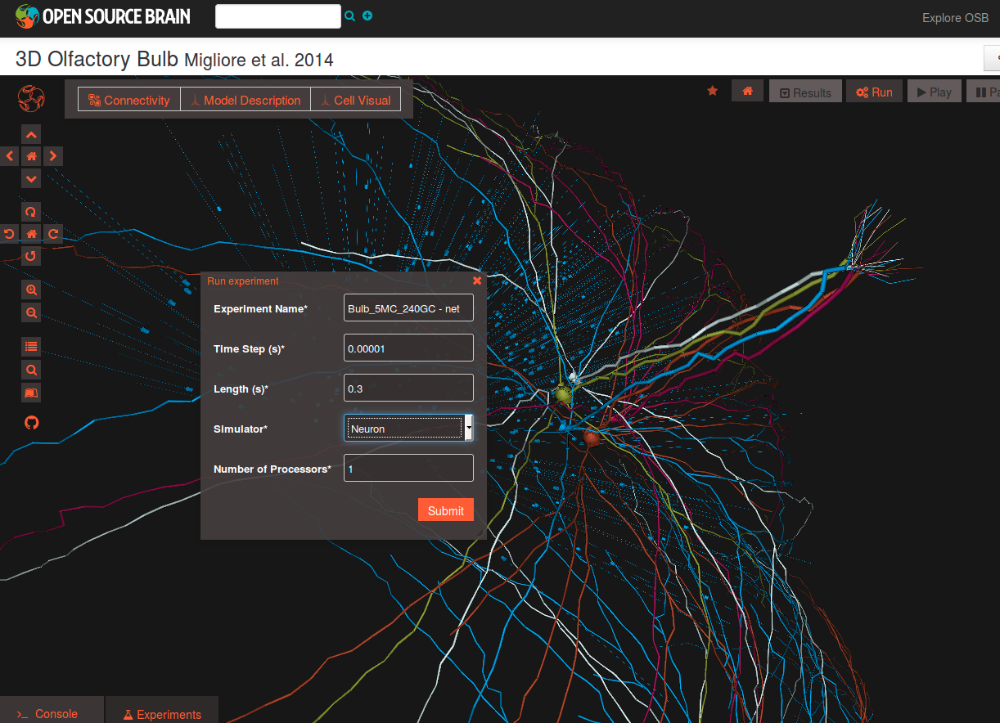 OPEN SOURCE BRAIN
Explore OSB
3D Olfactory Bulb Migliore et al. 2014
Connectivity Model Description Cell Visual
Results Run Play
Run experiment
Experiment Name* Bulb_5MC_240GC - net
Time Step (s)* 0.00001
Length (s)* 0.3
Simulator* Neuron
Number of Processors* 1
Submit
>_ Console Experiments